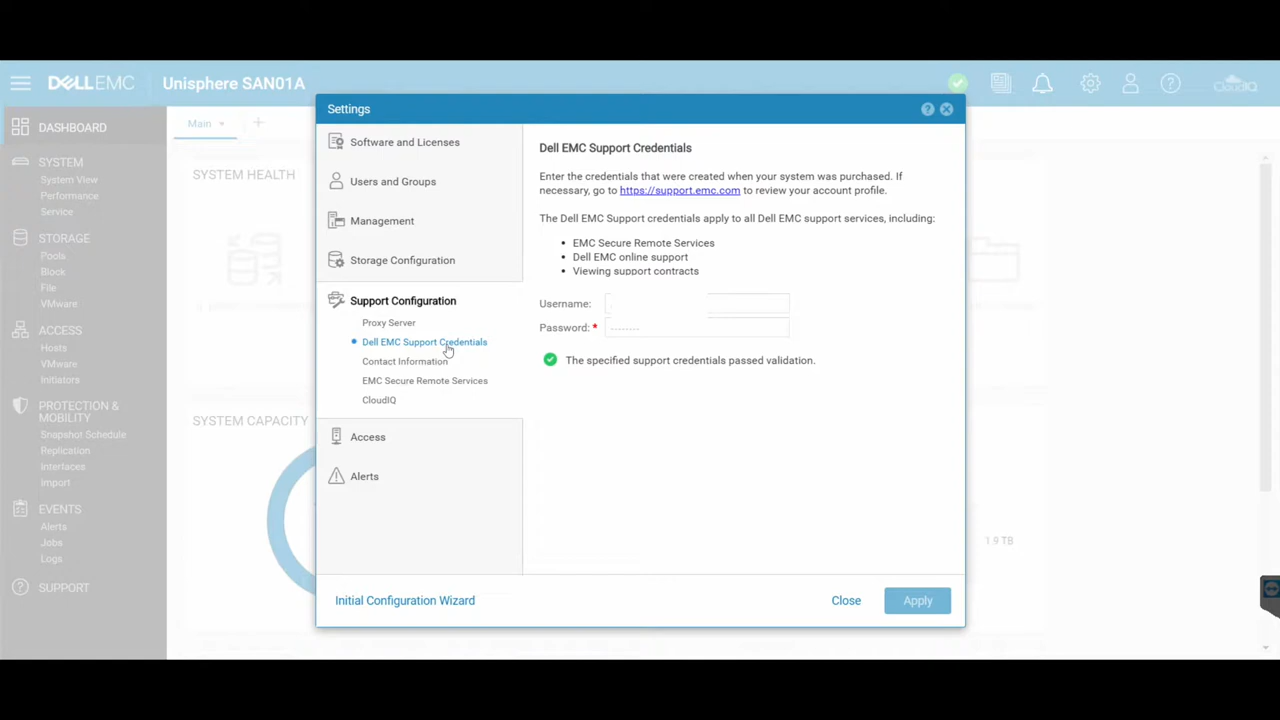 DELLEMC
Unisphere SAN01A
CloudIQ
Settings
DASHBOARD
SYSTEM
System View
Performance
Service
STORAGE
Pools
Block
File
VMware
ACCESS
Hosts
VMware
Initiators
PROTECTION &
MOBILITY
Snapshot Schedule
Replication
Interfaces
Import
EVENTS
Alerts
Jobs
Logs
SUPPORT
Main
SYSTEM HEALTH
SYSTEM CAPACITY
1.9 TB
Software and Licenses
Users and Groups
Management
Storage Configuration
Support Configuration
Proxy Server
Dell EMC Support Credentials
Contact Information
EMC Secure Remote Services
CloudIQ
Access
Alerts
Dell EMC Support Credentials
Enter the credentials that were created when your system was purchased. If
necessary, go to https://support.emc.com to review your account profile.
The Dell EMC Support credentials apply to all Dell EMC support services, including:
• EMC Secure Remote Services
• Dell EMC online support
• Viewing support contracts
Username:
Password: *
The specified support credentials passed validation.
Initial Configuration Wizard
Close
Apply